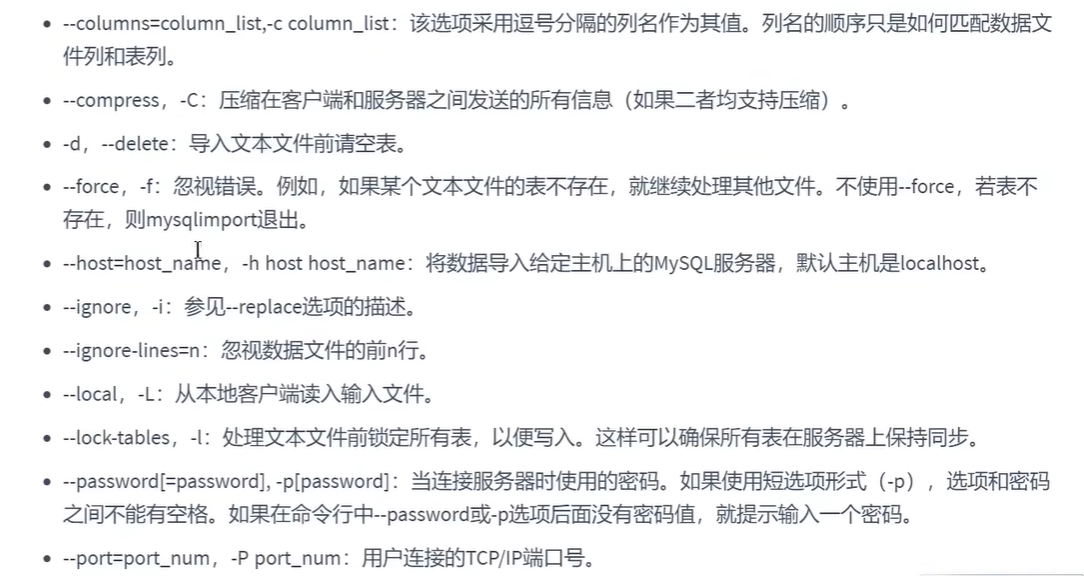 • --columns=column_list,-c column_list：该选项采用逗号分隔的列名作为其值。列名的顺序只是如何匹配数据文
件列和表列。
• --compress，-C：压缩在客户端和服务器之间发送的所有信息（如果二者均支持压缩）。
• -d，--delete：导入文本文件前请空表。
• --force，-f：忽视错误。例如，如果某个文本文件的表不存在，就继续处理其他文件。不使用--force，若表不
存在，则mysqlimport退出。
• --host=host_name，-h host host_name：将数据导入给定主机上的MySQL服务器，默认主机是localhost。
• --ignore，-i：参见--replace选项的描述。
• --ignore-lines=n：忽视数据文件的前n行。
• --local，-L：从本地客户端读入输入文件。
• --lock-tables，-l：处理文本文件前锁定所有表，以便写入。这样可以确保所有表在服务器上保持同步。
• --password[=password], -p[password]：当连接服务器时使用的密码。如果使用短选项形式（-p），选项和密码
之间不能有空格。如果在命令行中--password或-p选项后面没有密码值，就提示输入一个密码。
• --port=port_num，-P port_num：用户连接的TCP/IP端口号。